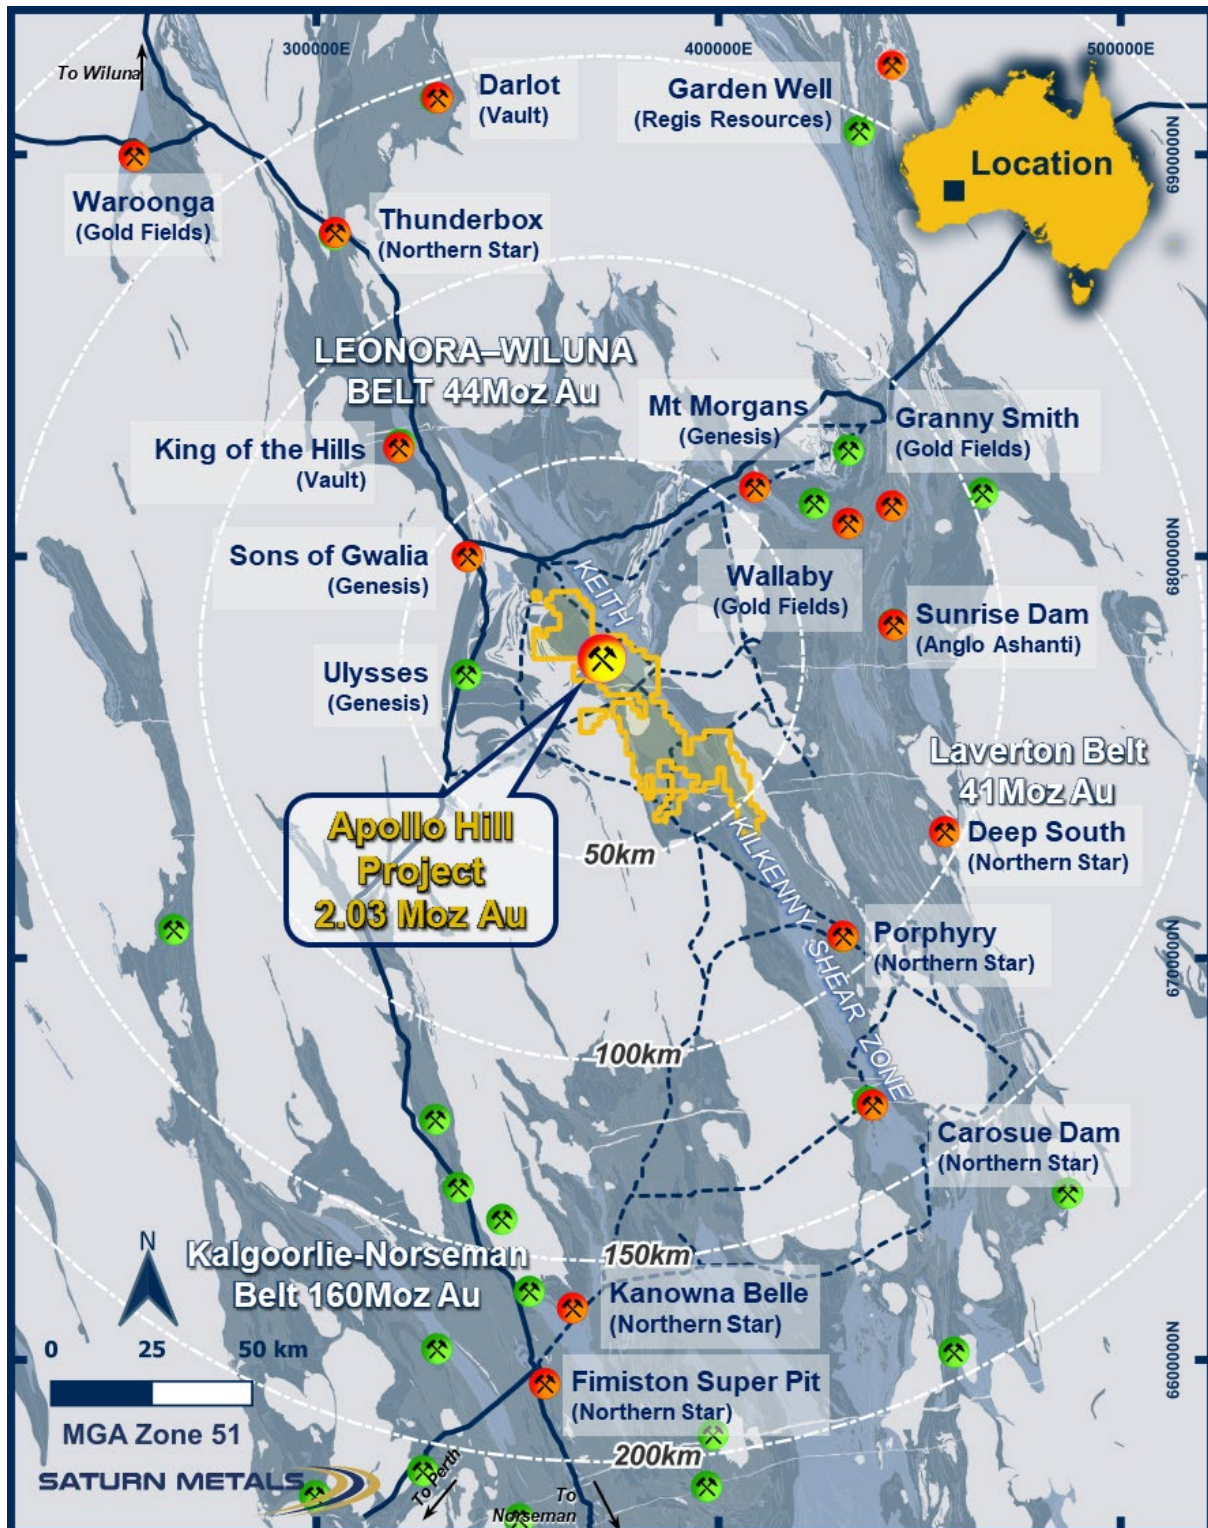 300000E
400000E
500000E
To Wiluna
Darlot
(Vault)
Garden Well
(Regis Resources)
Location
6900000N
Waroonga
(Gold Fields)
Thunderbox
(Northern Star)
LEONORA–WILUNA
BELT 44Moz Au
Mt Morgans
(Genesis)
Granny Smith
(Gold Fields)
King of the Hills
(Vault)
Sons of Gwalia
(Genesis)
KEITH
Wallaby
(Gold Fields)
6800000N
Sunrise Dam
(Anglo Ashanti)
Ulysses
(Genesis)
Laverton Belt
41Moz Au
Apollo Hill
Project
2.03 Moz Au
50km
KILKENNY
Deep South
(Northern Star)
Porphyry
(Northern Star)
6700000N
SHEAR
ZONE
100km
Carosue Dam
(Northern Star)
150km
Kalgoorlie-Norseman
Belt 160Moz Au
N
Kanowna Belle
(Northern Star)
0 25 50 km
6600000N
Fimiston Super Pit
(Northern Star)
MGA Zone 51
200km
SATURN METALS
To Perth
To
Norseman